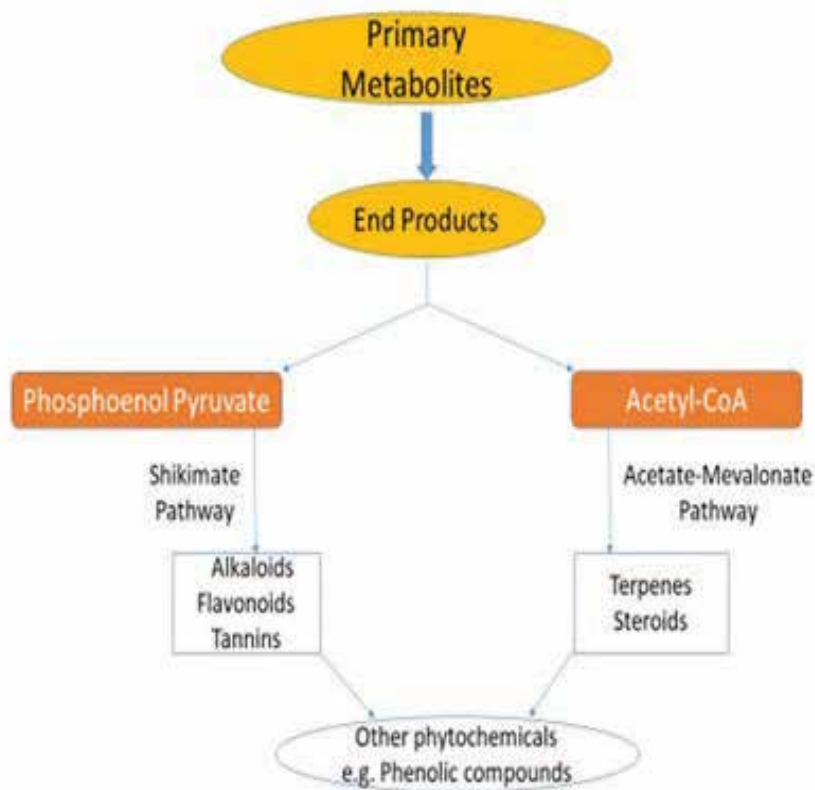 Primary
Metabolites
End Products
Phosphoenol Pyruvate
Acetyl-CoA
Shikimate
Pathway
Acetate-Mevalonate
Pathway
Alkaloids
Flavonoids
Tannins
Terpenes
Steroids
Other phytochemicals
e.g. Phenolic compounds